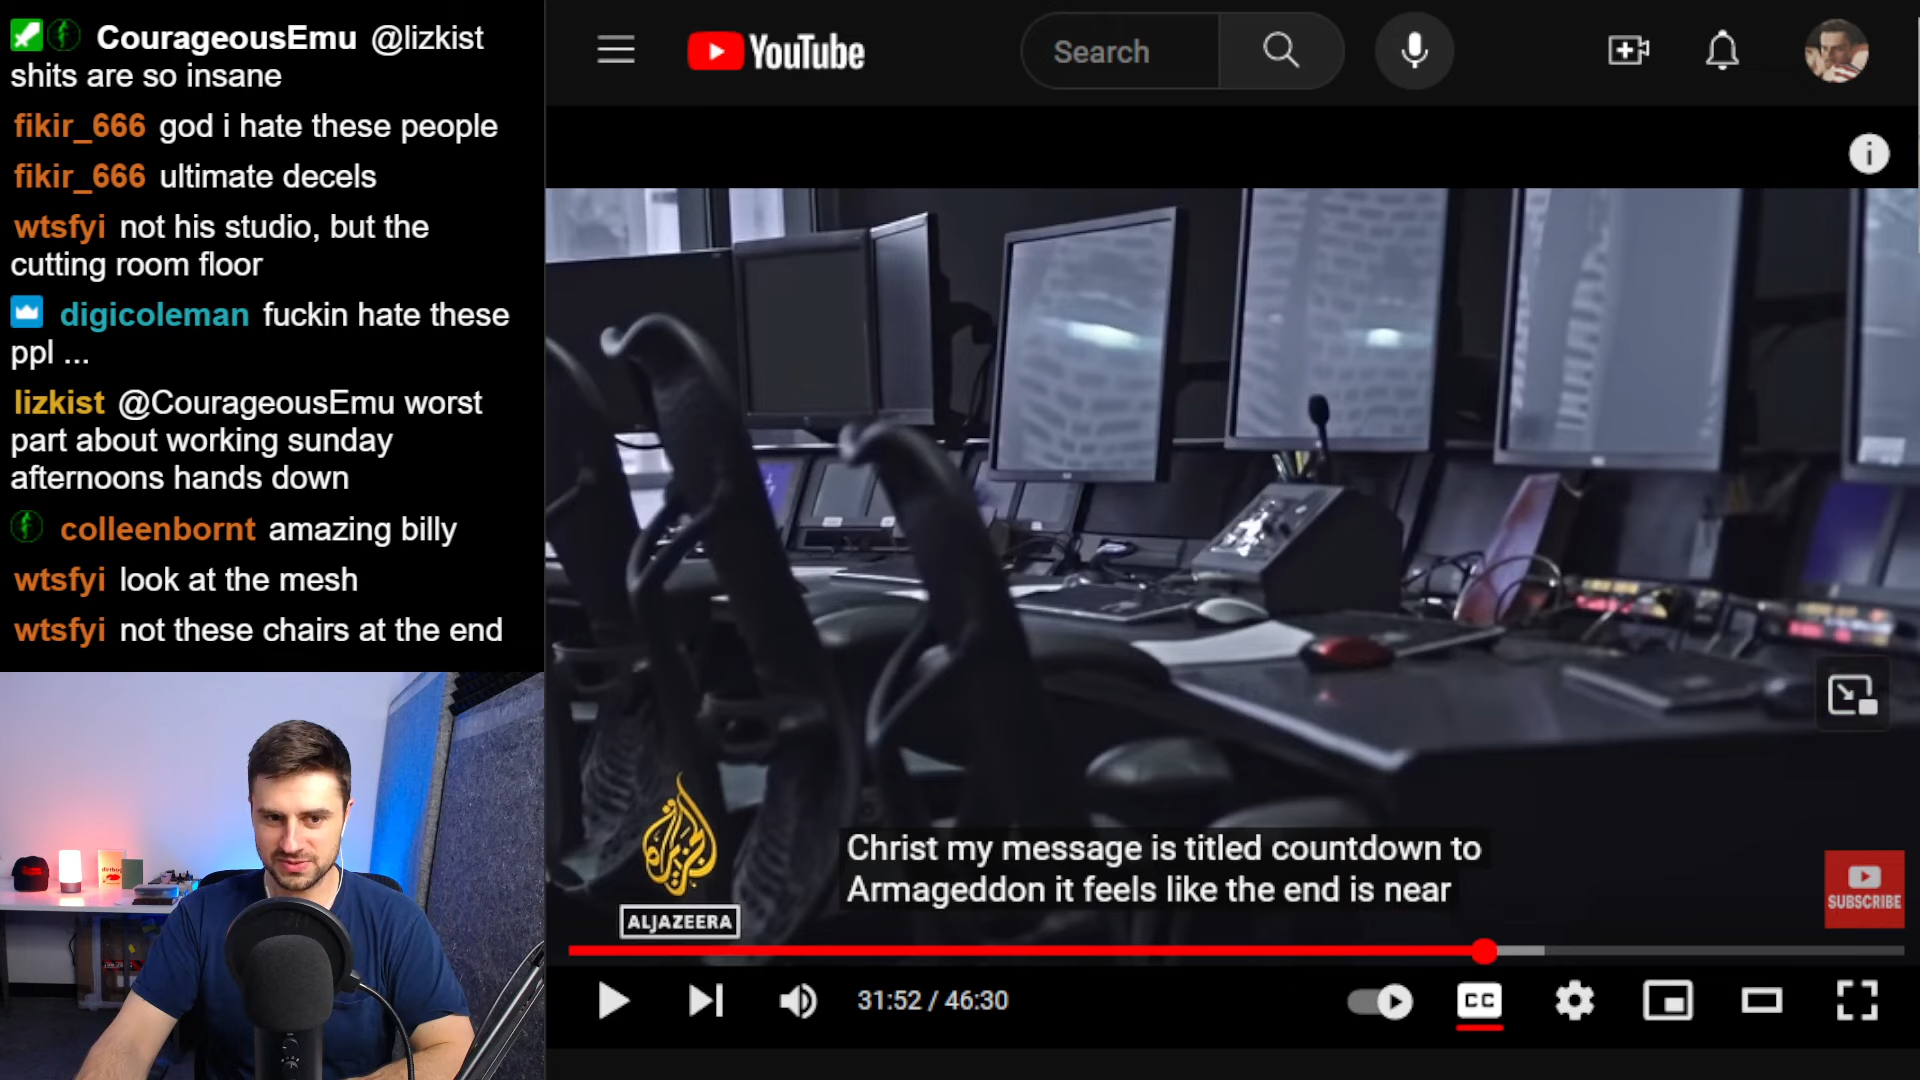 CourageousEmu @lizkist
shits are so insane
fikir_666 god i hate these people
fikir_666 ultimate decels
wtsfyi not his studio, but the
cutting room floor
digicoleman fuckin hate these
ppl ...
lizkist @CourageousEmu worst
part about working sunday
afternoons hands down
colleenbornt amazing billy
wtsfyi look at the mesh
wtsfyi not these chairs at the end
YouTube
Search
i
الجزيرة
ALJAZEERA
Christ my message is titled countdown to
Armageddon it feels like the end is near
SUBSCRIBE
31:52 / 46:30
CC